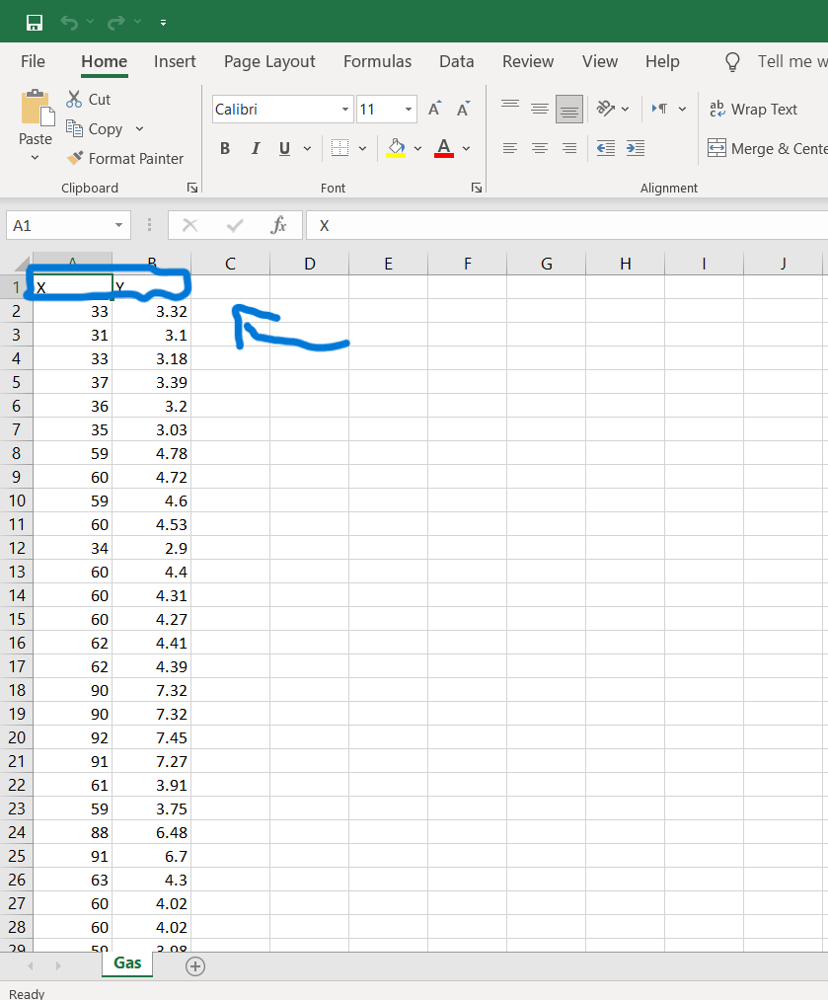 File Home Insert Page Layout Formulas Data Review View Help Tell me w
Cut
Calibri 11 Wrap Text
Copy
Paste
Format Painter B I U A Merge & Cente
Clipboard Font Alignment
A1 fx X
A B C D E F G H I J
1 X Y
2 33 3.32
3 31 3.1
4 33 3.18
5 37 3.39
6 36 3.2
7 35 3.03
8 59 4.78
9 60 4.72
10 59 4.6
11 60 4.53
12 34 2.9
13 60 4.4
14 60 4.31
15 60 4.27
16 62 4.41
17 62 4.39
18 90 7.32
19 90 7.32
20 92 7.45
21 91 7.27
22 61 3.91
23 59 3.75
24 88 6.48
25 91 6.7
26 63 4.3
27 60 4.02
28 60 4.02
29 59 3.98
Gas
Ready